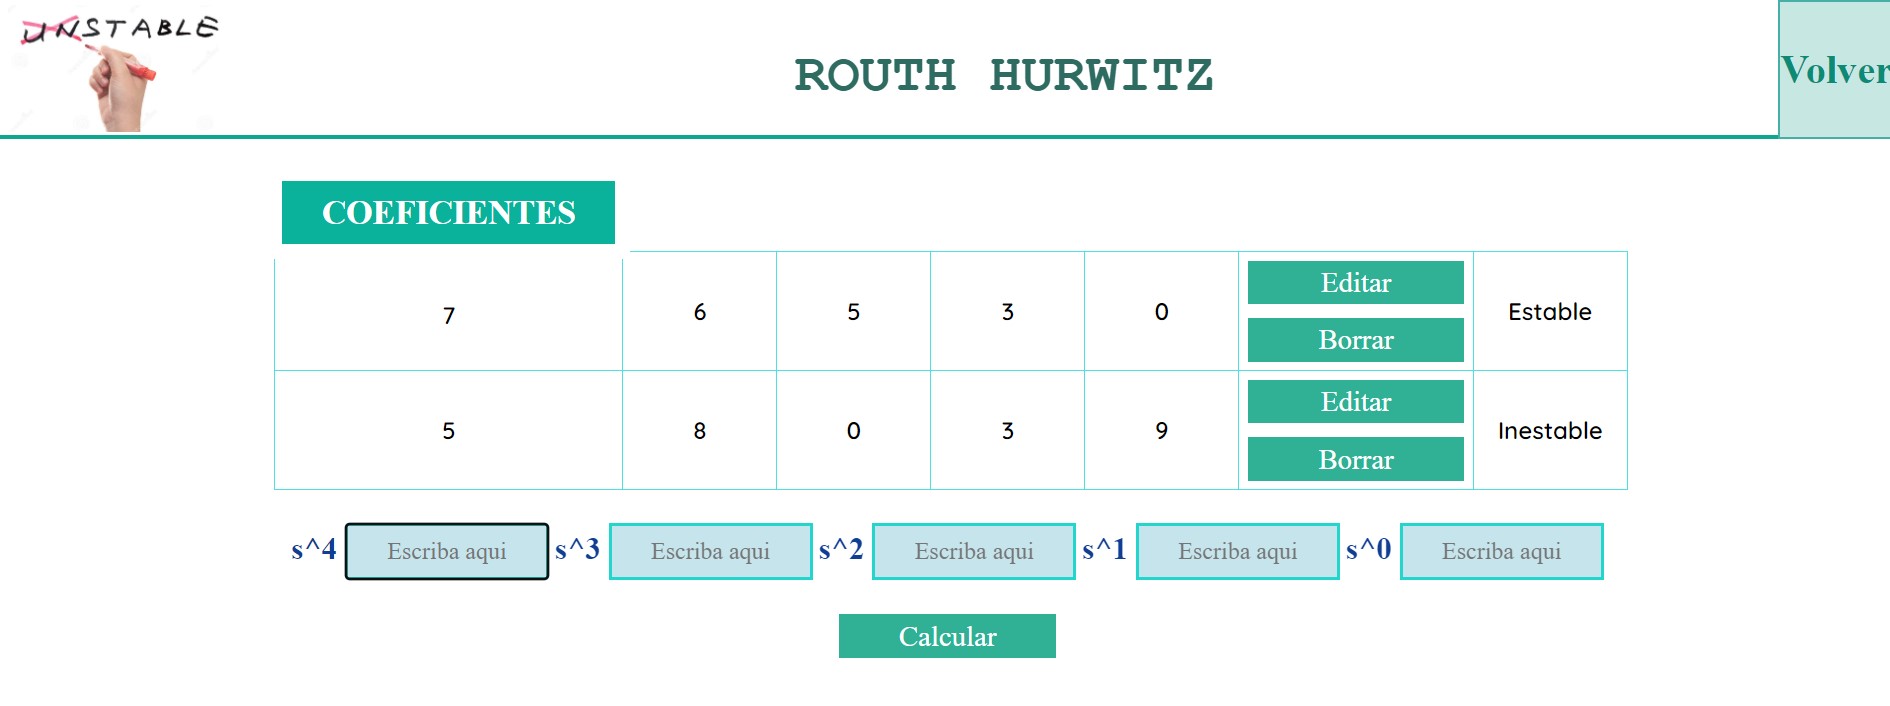 UNSTABLE
ROUTH HURWITZ
Volver
COEFICIENTES
7 6 5 3 0 Editar Borrar Estable
5 8 0 3 9 Editar Borrar Inestable
s^4 Escriba aqui s^3 Escriba aqui s^2 Escriba aqui s^1 Escriba aqui s^0 Escriba aqui
Calcular